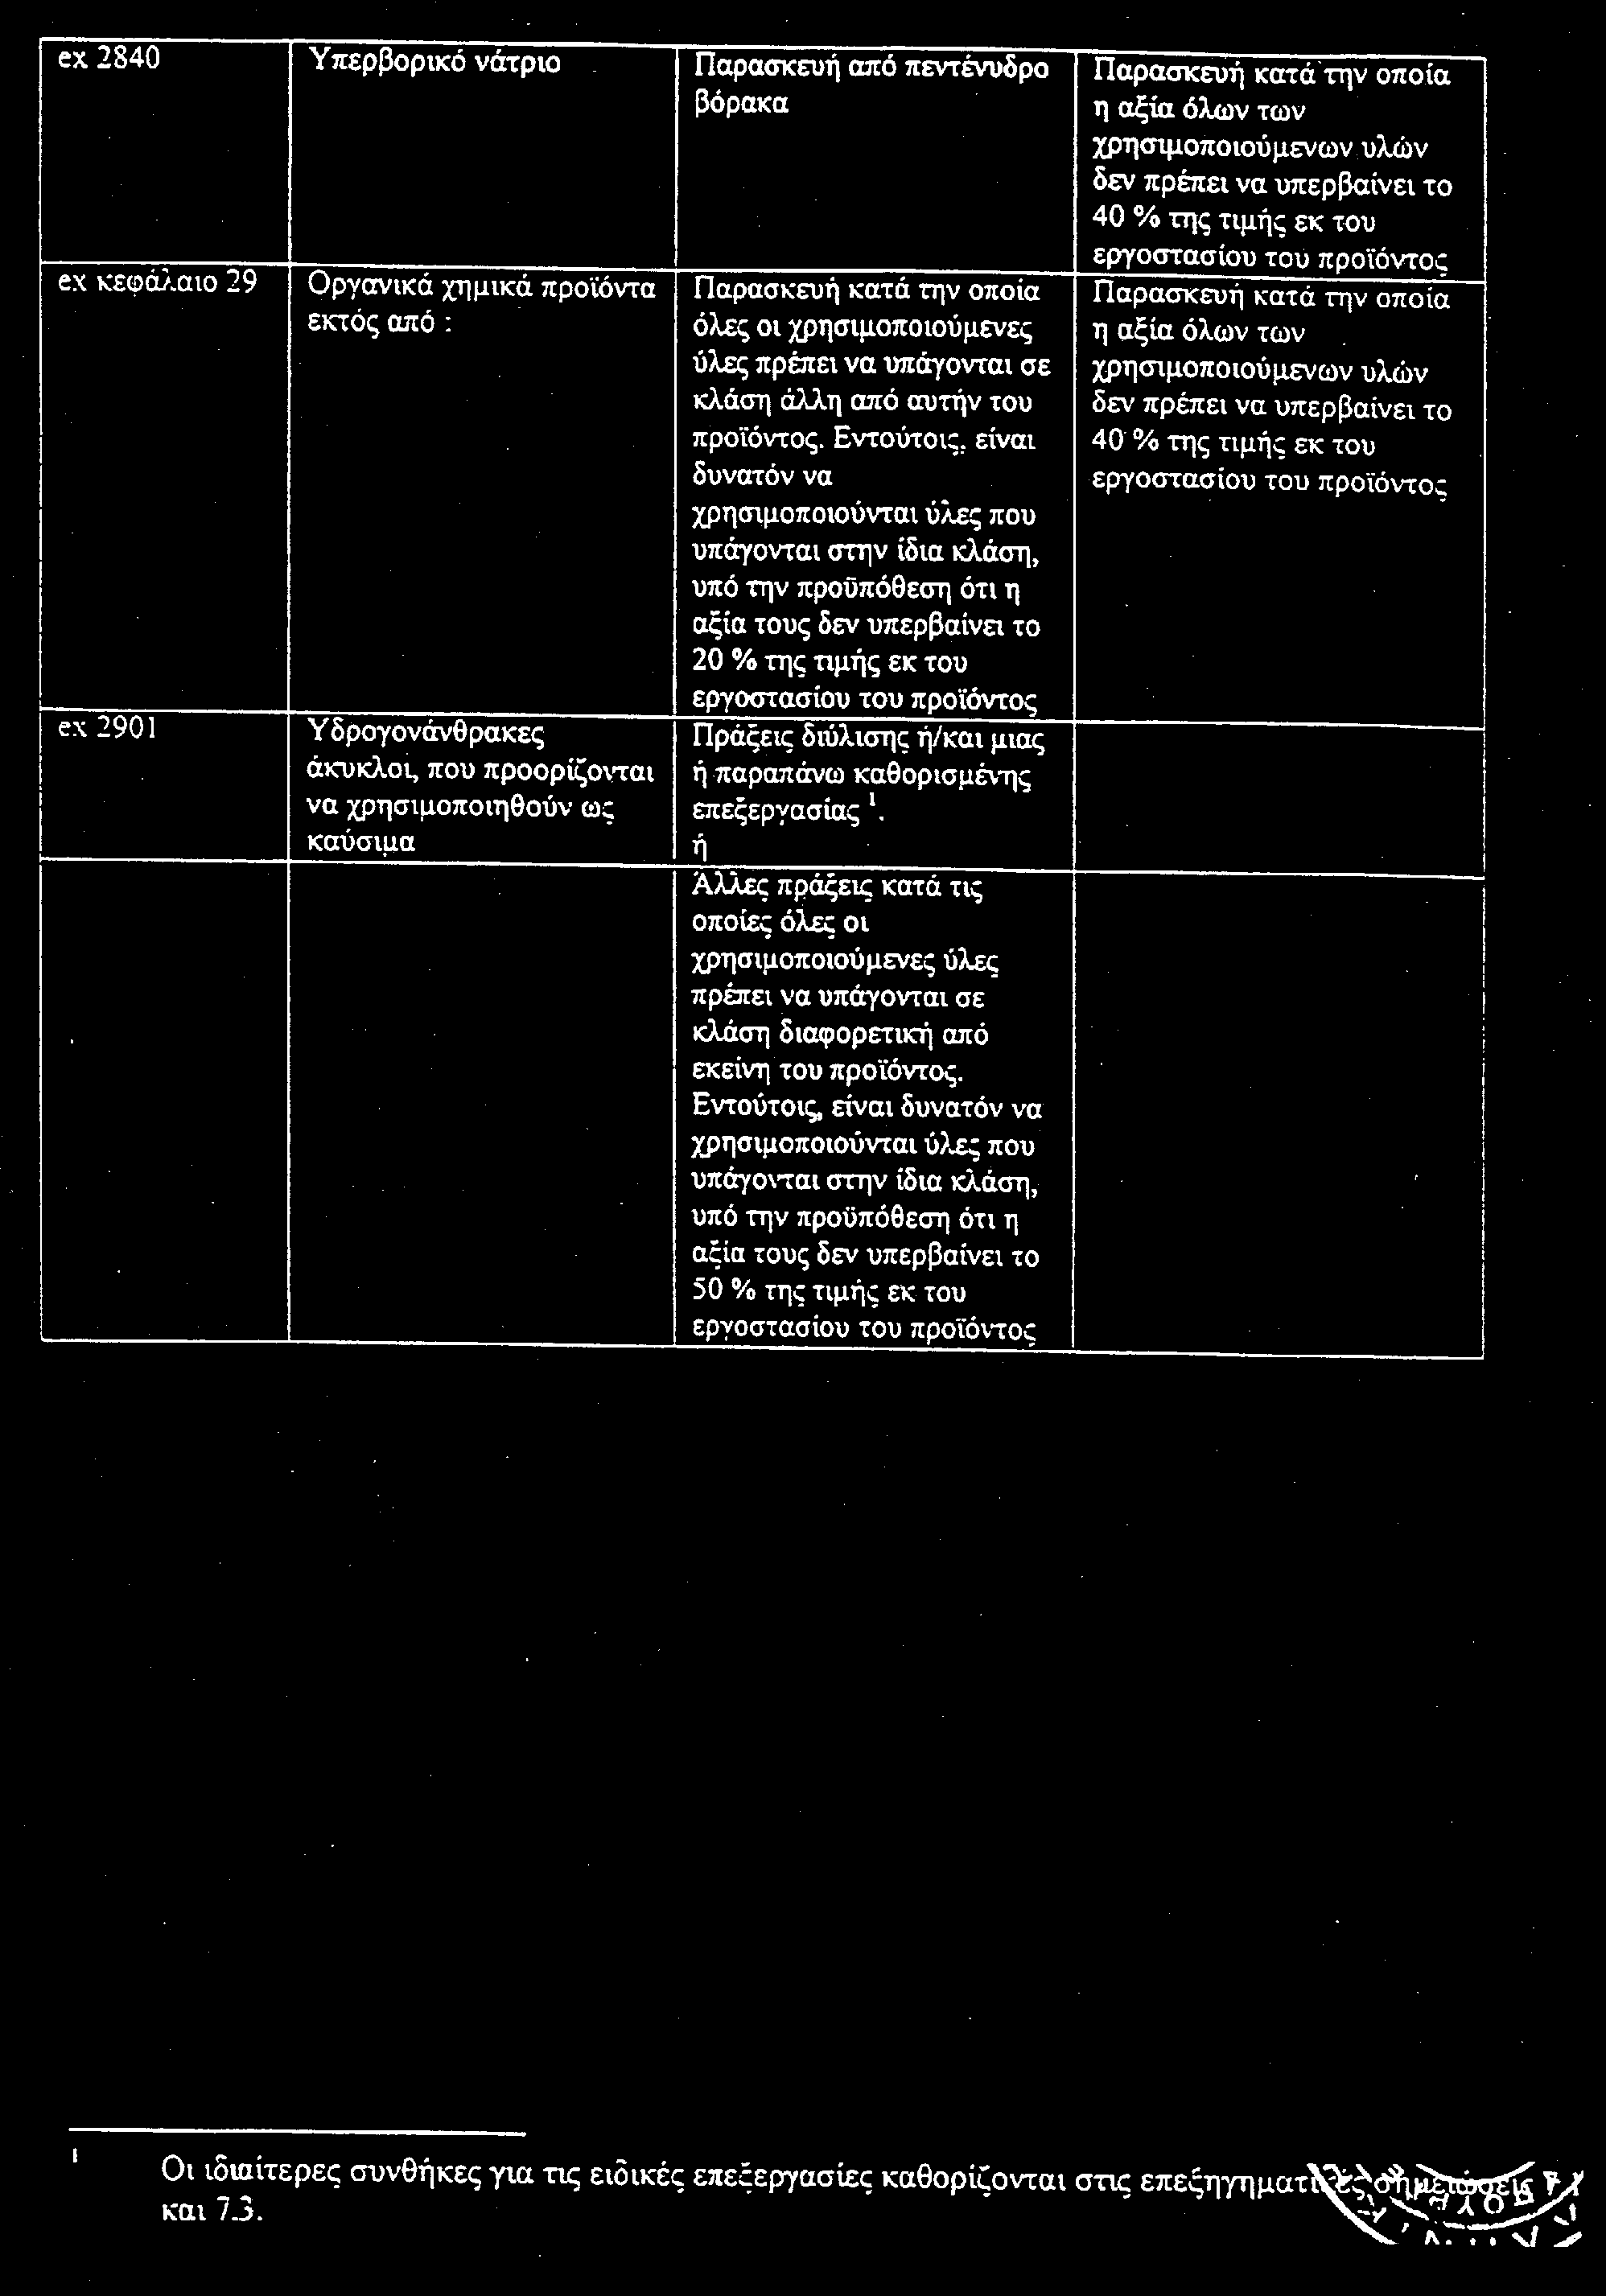 ex 2840
Υπερβορικό νάτριο
Παρασκευή από πεντένυδρο
βόρακα
Παρασκευή κατά την οποία
η αξία όλων των
χρησιμοποιούμενων υλών
δεν πρέπει να υπερβαίνει το
40 % της τιμής εκ του
εργοστασίου του προϊόντος
ex κεφάλαιο 29
Οργανικά χημικά προϊόντα
εκτός από :
Παρασκευή κατά την οποία
όλες οι χρησιμοποιούμενες
ύλες πρέπει να υπάγονται σε
κλάση άλλη από αυτήν του
προϊόντος. Εντούτοις, είναι
δυνατόν να
χρησιμοποιούνται ύλες που
υπάγονται στην ίδια κλάση,
υπό την προϋπόθεση ότι η
αξία τους δεν υπερβαίνει το
20 % της τιμής εκ του
εργοστασίου του προϊόντος
Παρασκευή κατά την οποία
η αξία όλων των
χρησιμοποιούμενων υλών
δεν πρέπει να υπερβαίνει το
40 % της τιμής εκ του
εργοστασίου του προϊόντος
ex 2901
Υδρογονάνθρακες
άκυκλοι, που προορίζονται
να χρησιμοποιηθούν ως
καύσιμα
Πράξεις διύλισης ή/και μιας
ή παραπάνω καθορισμένης
επεξεργασίας ¹.
ή
Άλλες πράξεις κατά τις
οποίες όλες οι
χρησιμοποιούμενες ύλες
πρέπει να υπάγονται σε
κλάση διαφορετική από
εκείνη του προϊόντος.
Εντούτοις, είναι δυνατόν να
χρησιμοποιούνται ύλες που
υπάγονται στην ίδια κλάση,
υπό την προϋπόθεση ότι η
αξία τους δεν υπερβαίνει το
50 % της τιμής εκ του
εργοστασίου του προϊόντος
1 Οι ιδιαίτερες συνθήκες για τις ειδικές επεξεργασίες καθορίζονται στις επεξηγηματικές σημειώσεις
και 7.3.